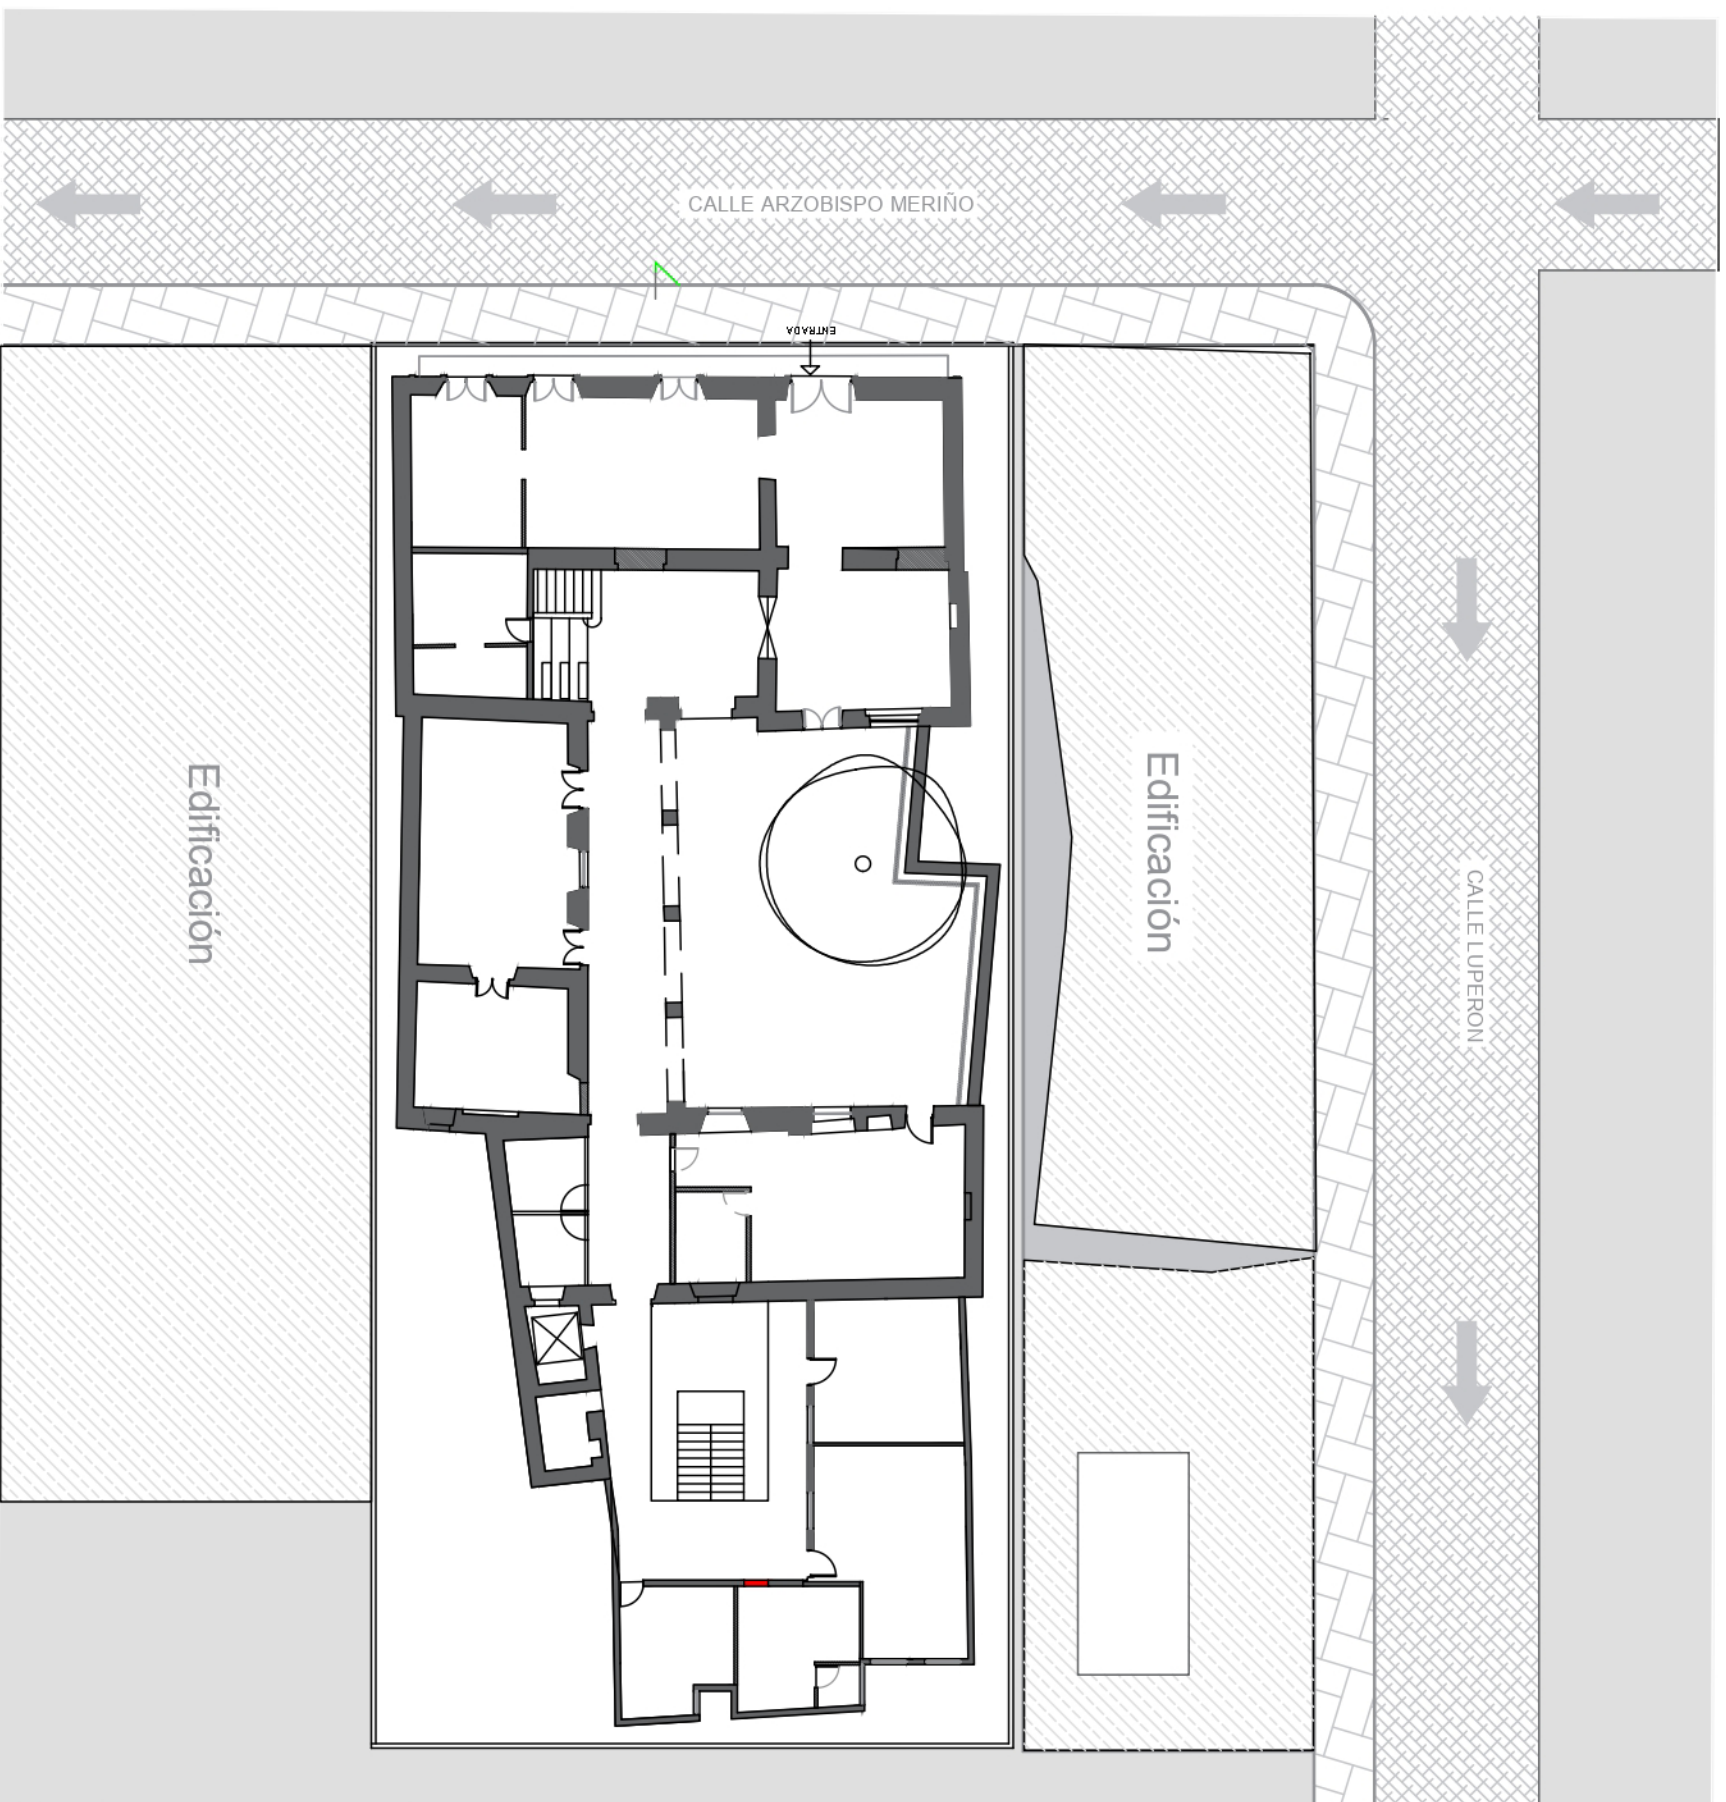 CALLE ARZOBISPO MERIÑO
ENTRADA
Edificación
Edificación
CALLE LUPERON